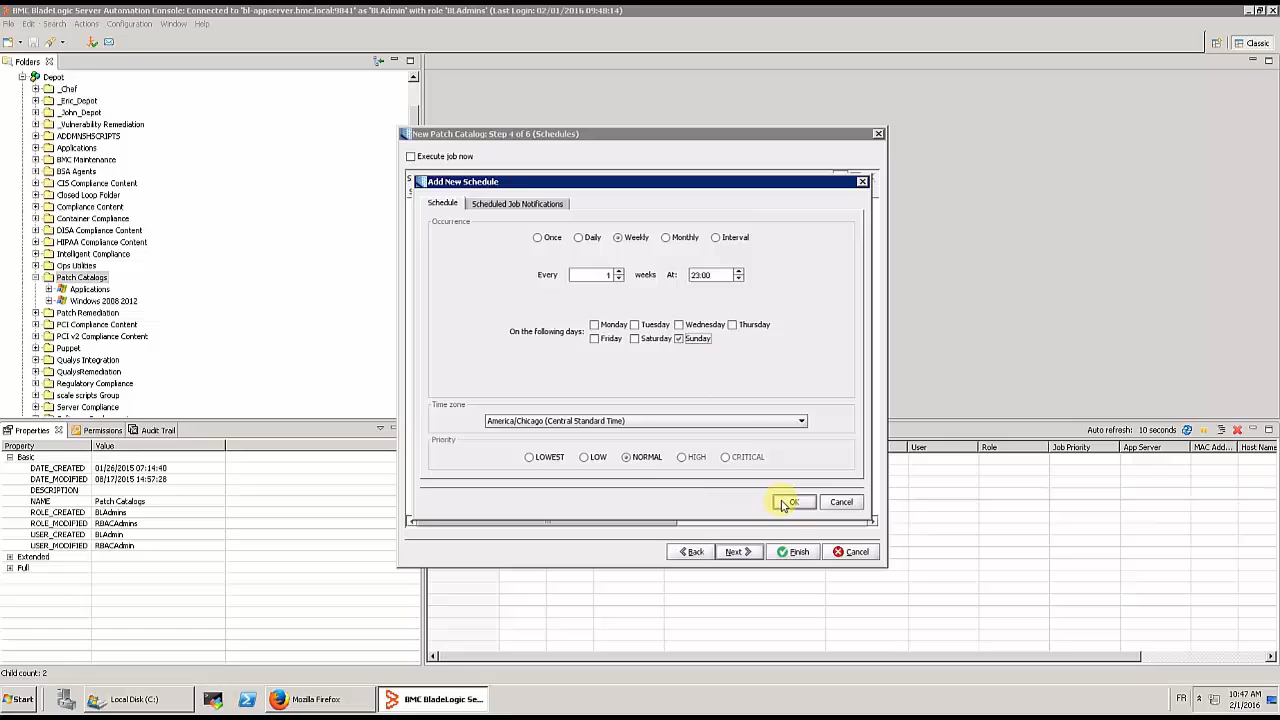 BMC BladeLogic Server Automation Console: Connected to 'bl-appserver.bmc.local:9841' as 'BLAdmin' with role 'BLAdmins' (Last Login: 02/01/2016 09:48:14)
File Edit Search Actions Configuration Window Help
Classic
Folders
Depot
_Chef
_Eric_Depot
_John_Depot
_Vulnerability Remediation
ADDMNSHSCRIPTS
Applications
BMC Maintenance
BSA Agents
CIS Compliance Content
Closed Loop Folder
Compliance Content
Container Compliance
DISA Compliance Content
HIPAA Compliance Content
Intelligent Compliance
Ops Utilities
Patch Catalogs
Applications
Windows 2008 2012
Patch Remediation
PCI Compliance Content
PCI v2 Compliance Content
Puppet
Qualys Integration
QualysRemediation
Regulatory Compliance
scale scripts Group
Server Compliance
New Patch Catalog: Step 4 of 6 (Schedules)
Execute job now
Add New Schedule
Schedule Scheduled Job Notifications
Occurrence
Once Daily Weekly Monthly Interval
Every 1 weeks At: 23:00
On the following days: Monday Tuesday Wednesday Thursday
Friday Saturday Sunday
Time zone
America/Chicago (Central Standard Time)
Priority
LOWEST LOW NORMAL HIGH CRITICAL
OK Cancel
Back Next Finish Cancel
Properties Permissions Audit Trail
Property Value
Basic
DATE_CREATED 01/26/2015 07:14:40
DATE_MODIFIED 08/17/2015 14:57:28
DESCRIPTION
NAME Patch Catalogs
ROLE_CREATED BLAdmins
ROLE_MODIFIED RBACAdmins
USER_CREATED BLAdmin
USER_MODIFIED RBACAdmin
Extended
Full
Auto refresh: 10 seconds
User Role Job Priority App Server MAC Add... Host Name
Child count: 2
Start Local Disk (C:) Mozilla Firefox BMC BladeLogic Se... FR 10:47 AM
2/1/2016